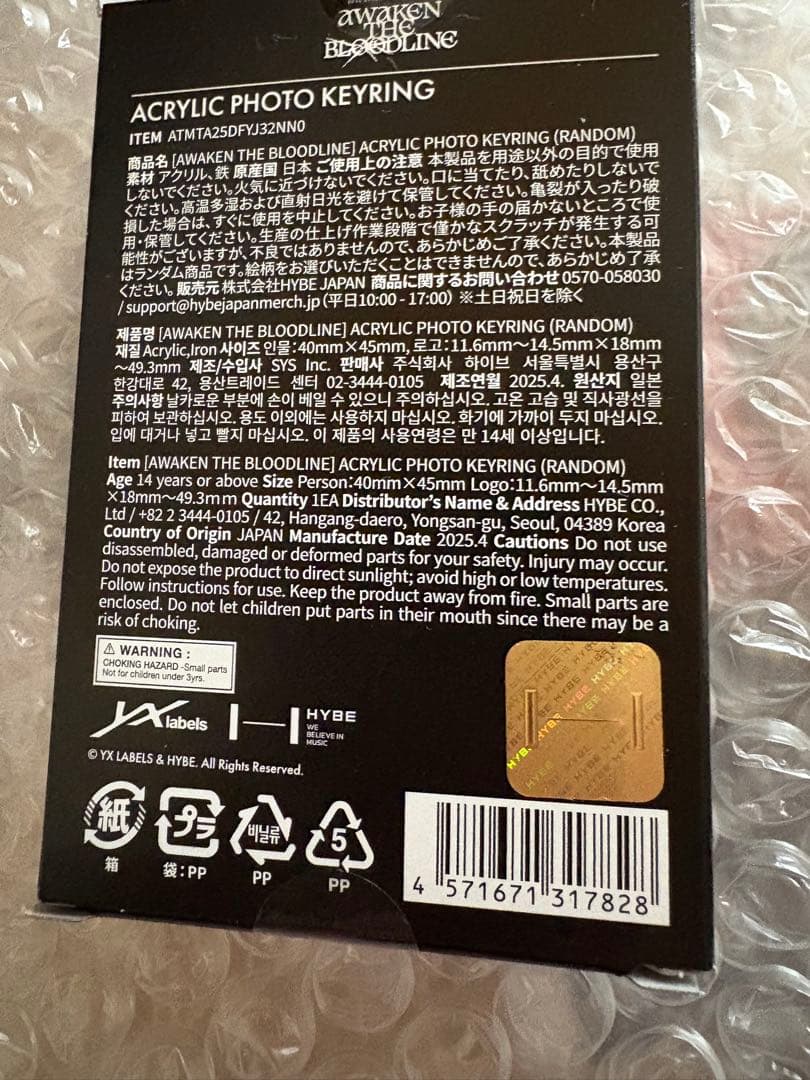 AWAKEN
THE
BLOODLINE
ACRYLIC PHOTO KEYRING
ITEM ATMTA25DFYJ32NN0
商品名 [AWAKEN THE BLOODLINE] ACRYLIC PHOTO KEYRING (RANDOM)
素材 アクリル、鉄 原産国 日本 ご使用上の注意 本製品を用途以外の目的で使用
しないでください。火気に近づけないでください。口に当てたり、舐めたりしないで
ください。高温多湿および直射日光を避けて保管してください。亀裂が入ったり破
損した場合は、すぐに使用を中止してください。お子様の手の届かないところで使
用・保管してください。生産の仕上げ作業段階で僅かなスクラッチが発生する可
能性がございますが、不良ではありませんので、あらかじめご了承ください。本製品
はランダム商品です。絵柄をお選びいただくことはできませんので、あらかじめご了承
ください。販売元 株式会社HYBE JAPAN 商品に関するお問い合わせ 0570-058030
/ support@hybejapanmerch.jp (平日10:00 - 17:00) ※土日祝日を除く
제품명 [AWAKEN THE BLOODLINE] ACRYLIC PHOTO KEYRING (RANDOM)
재질 Acrylic,Iron 사이즈 인물:40mm×45mm, 로고:11.6mm～14.5mm×18mm
～49.3mm 제조/수입사 SYS Inc. 판매사 주식회사 하이브 서울특별시 용산구
한강대로 42, 용산트레이드 센터 02-3444-0105 제조연월 2025.4. 원산지 일본
주의사항 날카로운 부분에 손이 베일 수 있으니 주의하십시오. 고온 고습 및 직사광선을
피하여 보관하십시오. 용도 이외에는 사용하지 마십시오. 화기에 가까이 두지 마십시오.
입에 대거나 넣고 빨지 마십시오. 이 제품의 사용연령은 만 14세 이상입니다.
Item [AWAKEN THE BLOODLINE] ACRYLIC PHOTO KEYRING (RANDOM)
Age 14 years or above Size Person:40mm×45mm Logo:11.6mm～14.5mm
×18mm～49.3mm Quantity 1EA Distributor's Name & Address HYBE CO.,
Ltd / +82 2 3444-0105 / 42, Hangang-daero, Yongsan-gu, Seoul, 04389 Korea
Country of Origin JAPAN Manufacture Date 2025.4 Cautions Do not use
disassembled, damaged or deformed parts for your safety. Injury may occur.
Do not expose the product to direct sunlight; avoid high or low temperatures.
Follow instructions for use. Keep the product away from fire. Small parts are
enclosed. Do not let children put parts in their mouth since there may be a
risk of choking.
⚠ WARNING :
CHOKING HAZARD -Small parts
Not for children under 3yrs.
YX labels HYBE
WE
BELIEVE IN
MUSIC
© YX LABELS & HYBE. All Rights Reserved.
HYBE HYBE HYBE
紙 プラ 비닐류 5
箱 袋:PP PP PP
4 571671 317828